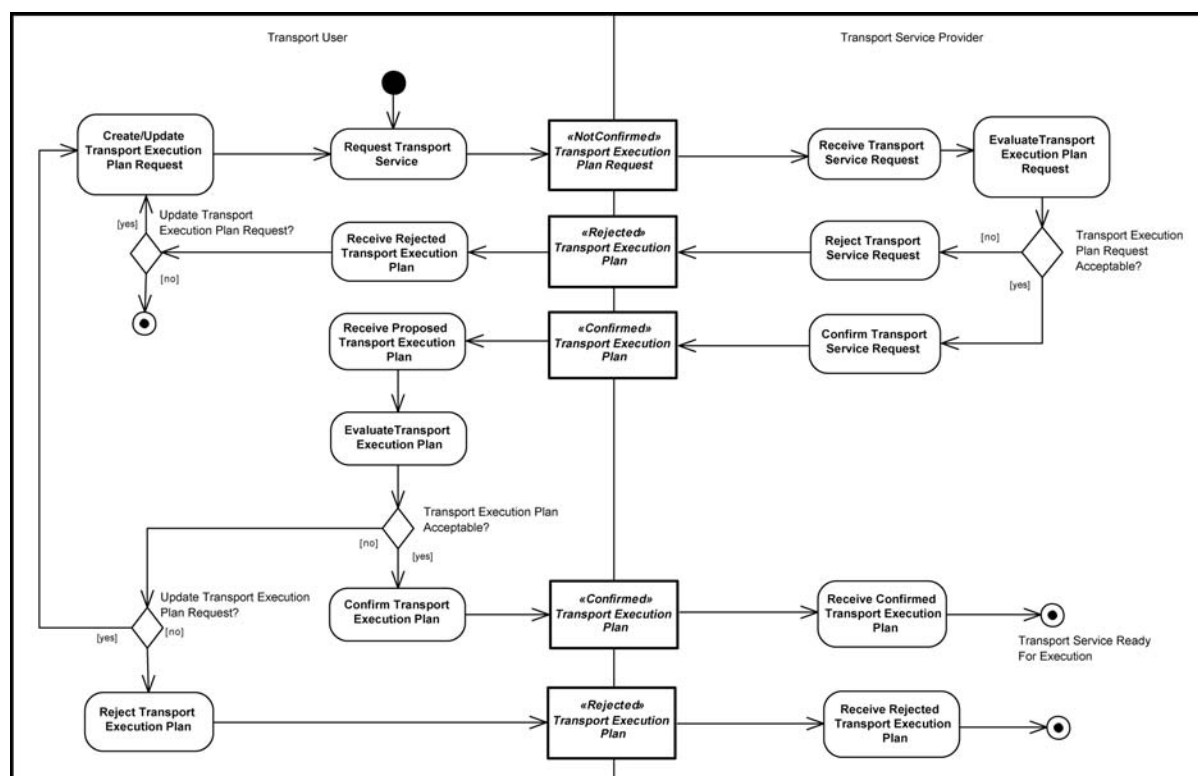 Transport User
Transport Service Provider
Create/Update
Transport Execution
Plan Request
Request Transport
Service
«NotConfirmed»
Transport Execution
Plan Request
Receive Transport
Service Request
EvaluateTransport
Execution Plan
Request
[yes]
Update Transport
Execution Plan Request?
[no]
Receive Rejected
Transport Execution
Plan
«Rejected»
Transport Execution
Plan
Reject Transport
Service Request
[no]
Transport Execution
Plan Request
Acceptable?
[yes]
Receive Proposed
Transport Execution
Plan
«Confirmed»
Transport Execution
Plan
Confirm Transport
Service Request
EvaluateTransport
Execution Plan
Transport Execution Plan
Acceptable?
[no]
[yes]
Update Transport Execution
Plan Request?
[yes]
[no]
Confirm Transport
Execution Plan
«Confirmed»
Transport Execution
Plan
Receive Confirmed
Transport Execution
Plan
Transport Service Ready
For Execution
Reject Transport
Execution Plan
«Rejected»
Transport Execution
Plan
Receive Rejected
Transport Execution
Plan